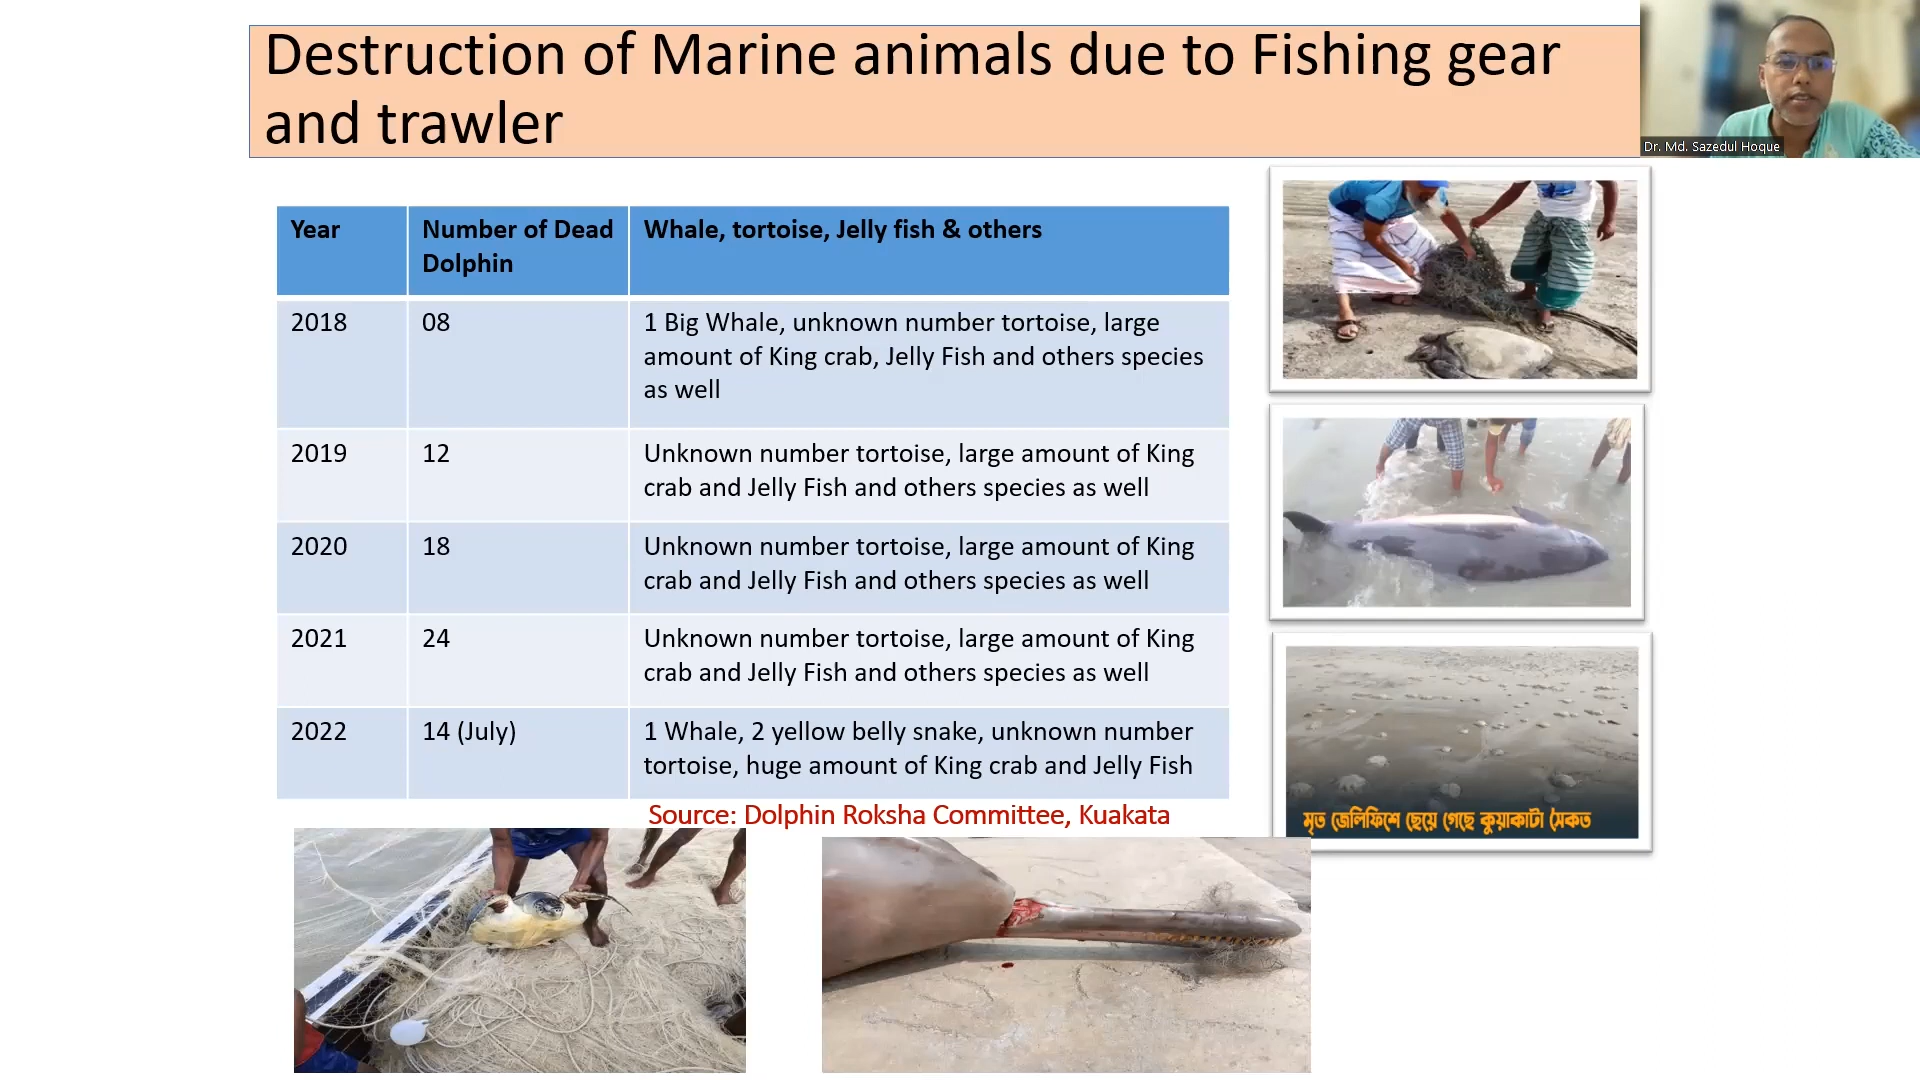 Destruction of Marine animals due to Fishing gear
and trawler
Dr. Md. Sazedul Hoque
Year
Number of Dead
Dolphin
Whale, tortoise, Jelly fish & others
2018
08
1 Big Whale, unknown number tortoise, large
amount of King crab, Jelly Fish and others species
as well
2019
12
Unknown number tortoise, large amount of King
crab and Jelly Fish and others species as well
2020
18
Unknown number tortoise, large amount of King
crab and Jelly Fish and others species as well
2021
24
Unknown number tortoise, large amount of King
crab and Jelly Fish and others species as well
2022
14 (July)
1 Whale, 2 yellow belly snake, unknown number
tortoise, huge amount of King crab and Jelly Fish
Source: Dolphin Roksha Committee, Kuakata
মৃত জেলিফিশে ছেয়ে গেছে কুয়াকাটা সৈকত